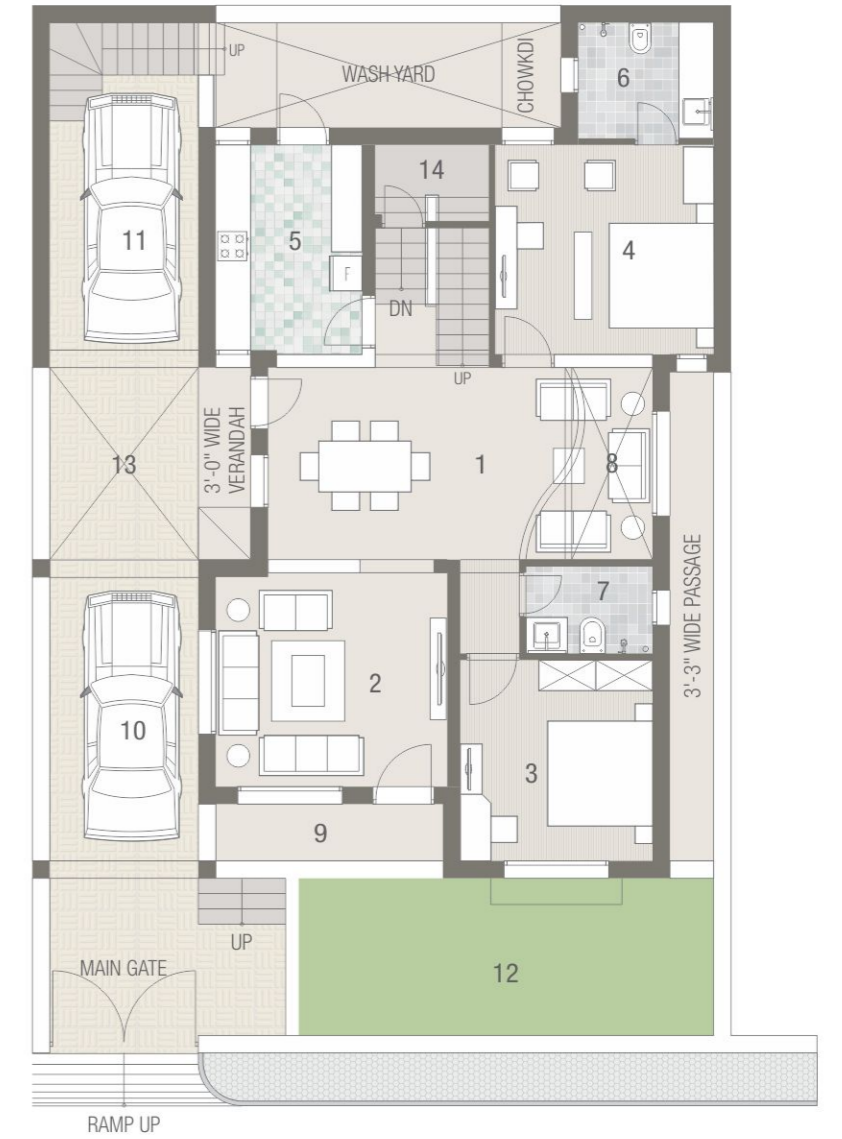 UP
WASH YARD
CHOWKDI
6
14
11
5
4
F
DN
UP
3'-0" WIDE
VERANDAH
13
1
8
7
3'-3" WIDE PASSAGE
2
10
3
9
UP
MAIN GATE
12
RAMP UP